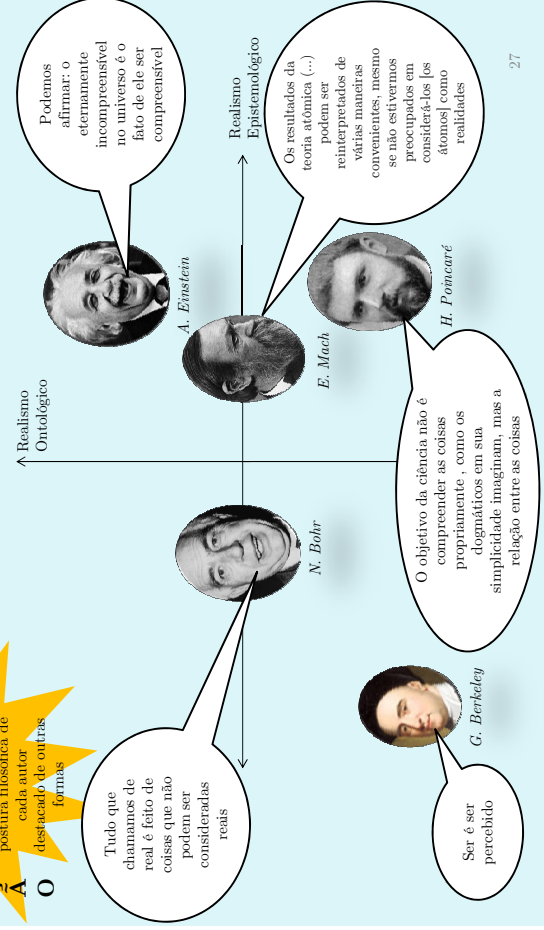 postura filosófica de
cada autor
destacado de outras
formas
Ã
O
Podemos
afirmar: o
eternamente
incompreensível
no universo é o
fato de ele ser
compreensível
Realismo
Ontológico
A. Einstein
Realismo
Epistemológico
Tudo que
chamamos de
real é feito de
coisas que não
podem ser
consideradas
reais
N. Bohr
E. Mach
Os resultados da
teoria atômica (...)
podem ser
reinterpretados de
várias maneiras
convenientes, mesmo
se não estivermos
preocupados em
considerá-los [os
átomos] como
realidades
H. Poincaré
O objetivo da ciência não é
compreender as coisas
propriamente , como os
dogmáticos em sua
simplicidade imaginam, mas a
relação entre as coisas
G. Berkeley
Ser é ser
percebido
27